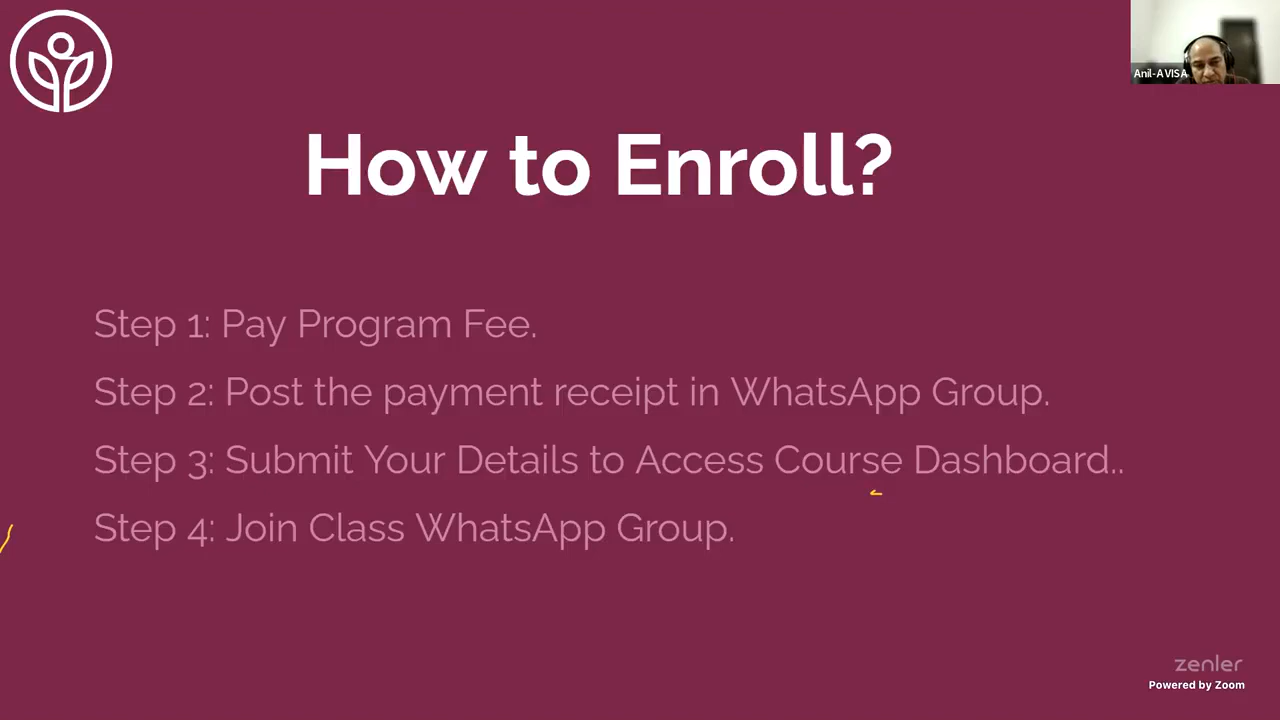 Anil-AVISA
How to Enroll?
Step 1: Pay Program Fee.
Step 2: Post the payment receipt in WhatsApp Group.
Step 3: Submit Your Details to Access Course Dashboard..
Step 4: Join Class WhatsApp Group.
zenler
Powered by Zoom